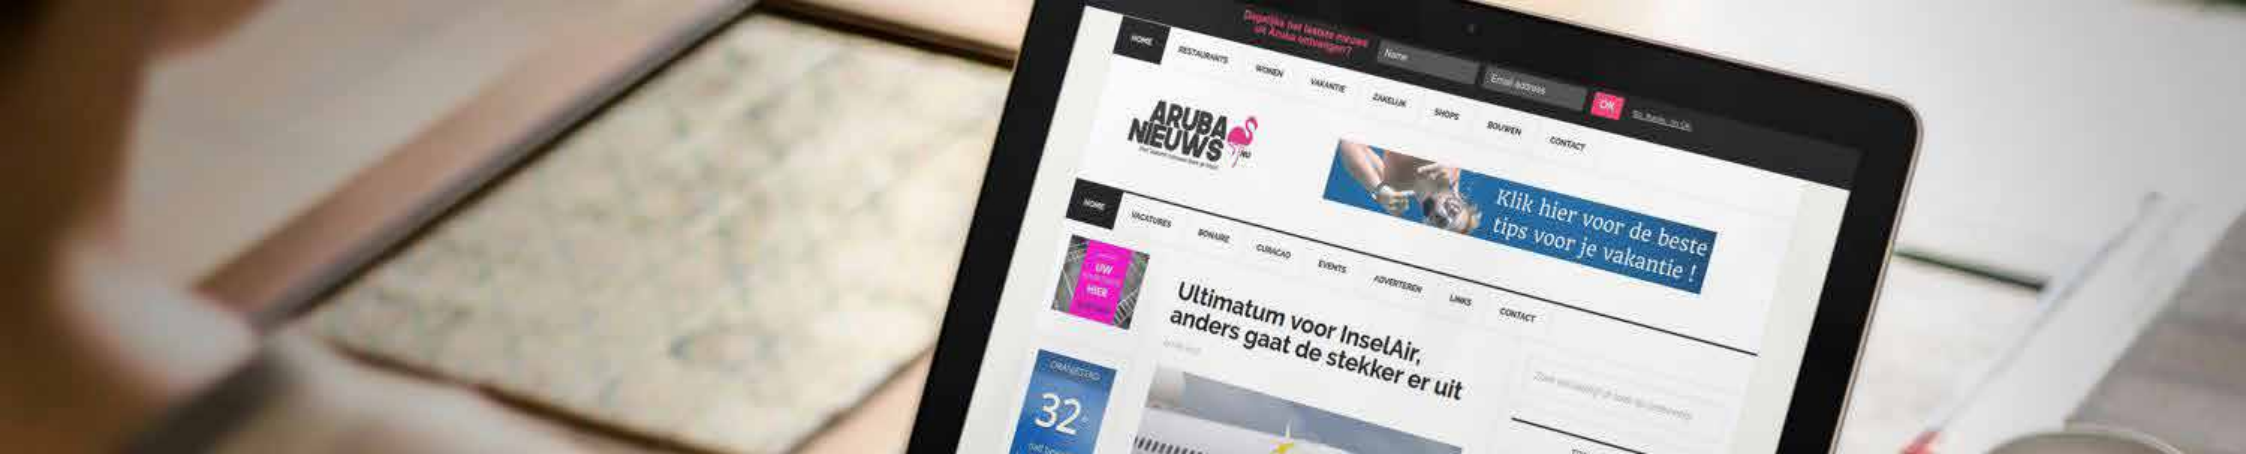 Dagelijks het laatste nieuws
uit Aruba ontvangen?
Name
Email address
OK
HOME
RESTAURANTS
WONEN
VAKANTIE
ZAKELIJK
SHOPS
BOUWEN
CONTACT
ARUBA
NIEUWS
Klik hier voor de beste
tips voor je vakantie !
HOME
VACATURES
BONAIRE
CURACAO
EVENTS
ADVERTEREN
LINKS
CONTACT
UW
HIER
Ultimatum voor InselAir,
anders gaat de stekker er uit
ORANJESTAD
32°